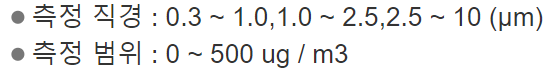 ● 측정 직경 : 0.3 ~ 1.0,1.0 ~ 2.5,2.5 ~ 10 (μm)
● 측정 범위 : 0 ~ 500 ug / m3